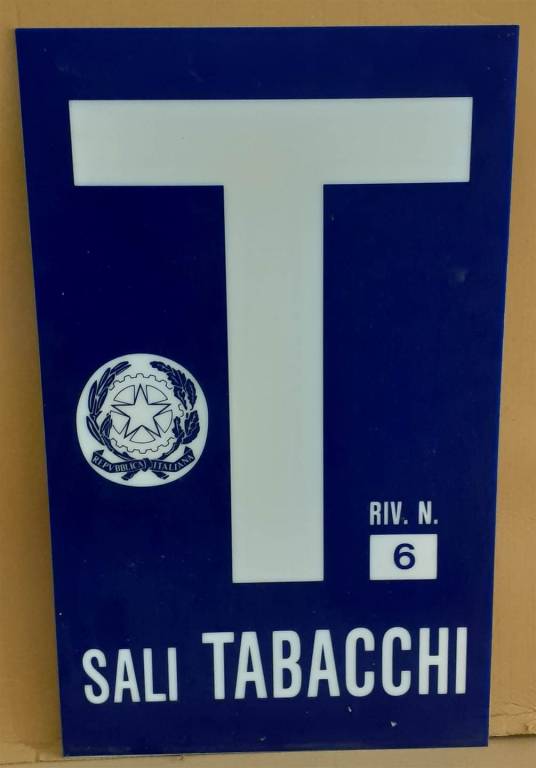 T
REPVBBLICA ITALIANA
RIV. N.
6
SALI TABACCHI